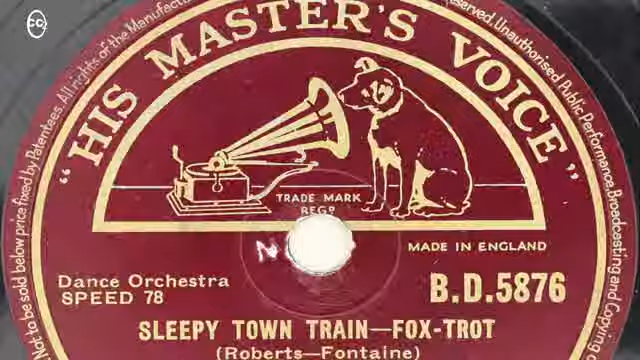 cc
Not to be sold below price fixed by Patentees. All rights of the Manufactu
reserved. Unauthorised Public Performance, Broadcasting and Copying
"HIS MASTER'S VOICE"
TRADE MARK
REGD
MADE IN ENGLAND
Dance Orchestra
SPEED 78
B.D.5876
SLEEPY TOWN TRAIN—FOX-TROT
(Roberts—Fontaine)